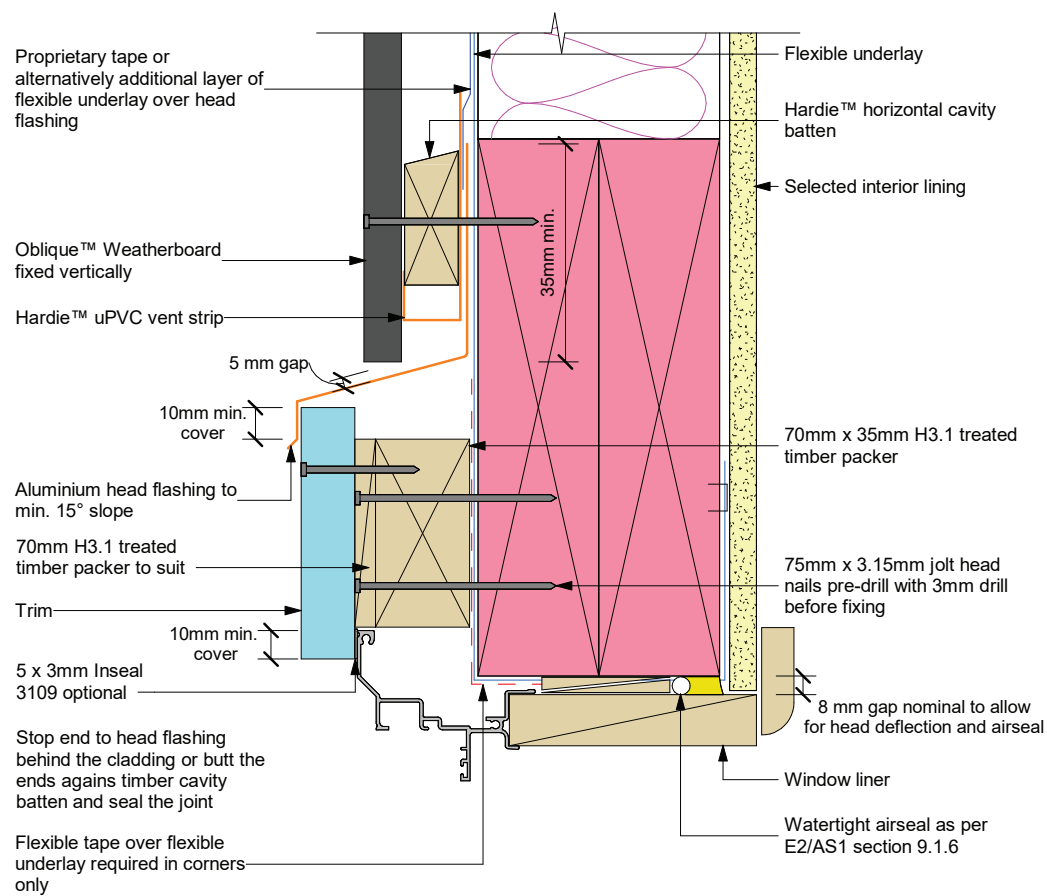 Proprietary tape or
alternatively additional layer of
flexible underlay over head
flashing
Flexible underlay
Hardie™ horizontal cavity
batten
Selected interior lining
35mm min.
Oblique™ Weatherboard
fixed vertically
Hardie™ uPVC vent strip
5 mm gap
10mm min.
cover
Aluminium head flashing to
min. 15° slope
70mm x 35mm H3.1 treated
timber packer
70mm H3.1 treated
timber packer to suit
75mm x 3.15mm jolt head
nails pre-drill with 3mm drill
before fixing
Trim
10mm min.
cover
5 x 3mm Inseal
3109 optional
8 mm gap nominal to allow
for head deflection and airseal
Stop end to head flashing
behind the cladding or butt the
ends agains timber cavity
batten and seal the joint
Window liner
Watertight airseal as per
E2/AS1 section 9.1.6
Flexible tape over flexible
underlay required in corners
only